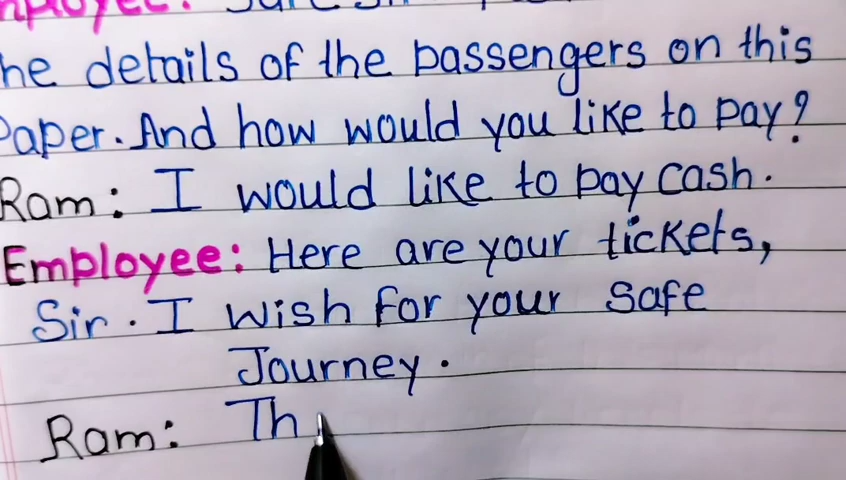 he details of the passengers on this
Paper. And how would you like to pay?
Ram: I would like to pay cash.
Employee: Here are your tickets,
Sir. I wish for your safe
Journey.
Ram: Th